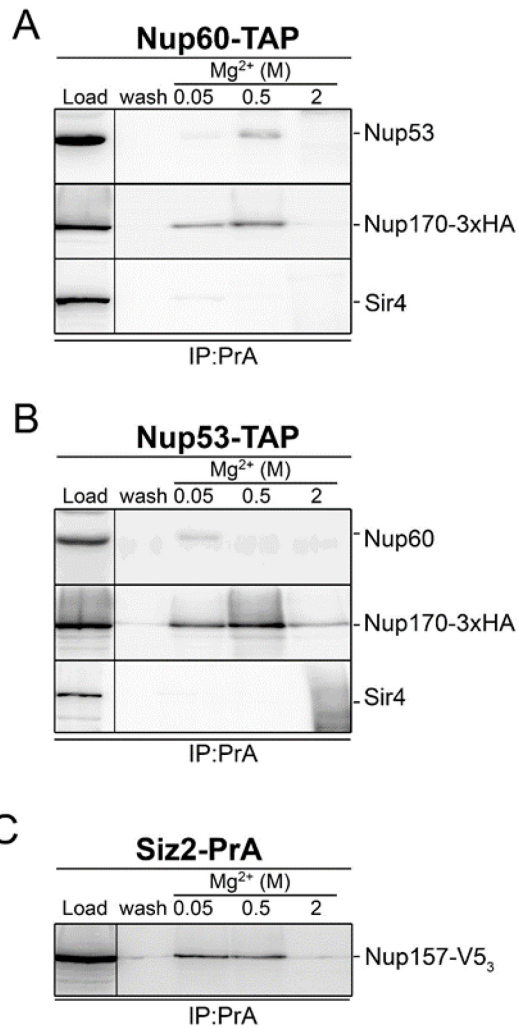 A
Nup60-TAP
Mg²⁺ (M)
Load wash 0.05 0.5 2
Nup53
Nup170-3xHA
Sir4
IP:PrA
B
Nup53-TAP
Mg²⁺ (M)
Load wash 0.05 0.5 2
Nup60
Nup170-3xHA
Sir4
IP:PrA
C
Siz2-PrA
Mg²⁺ (M)
Load wash 0.05 0.5 2
Nup157-V5₃
IP:PrA